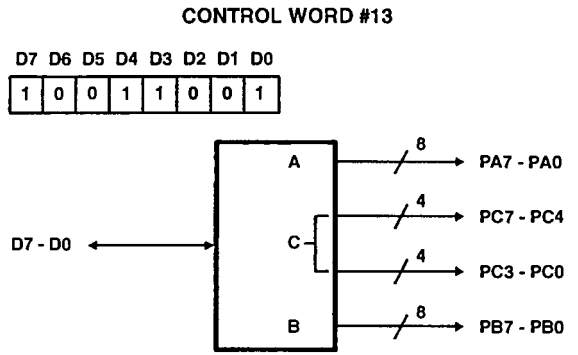 CONTROL WORD #13
D7 D6 D5 D4 D3 D2 D1 D0
1 0 0 1 1 0 0 1
A 8 PA7 - PA0
4 PC7 - PC4
D7 - D0 C
4 PC3 - PC0
B 8 PB7 - PB0